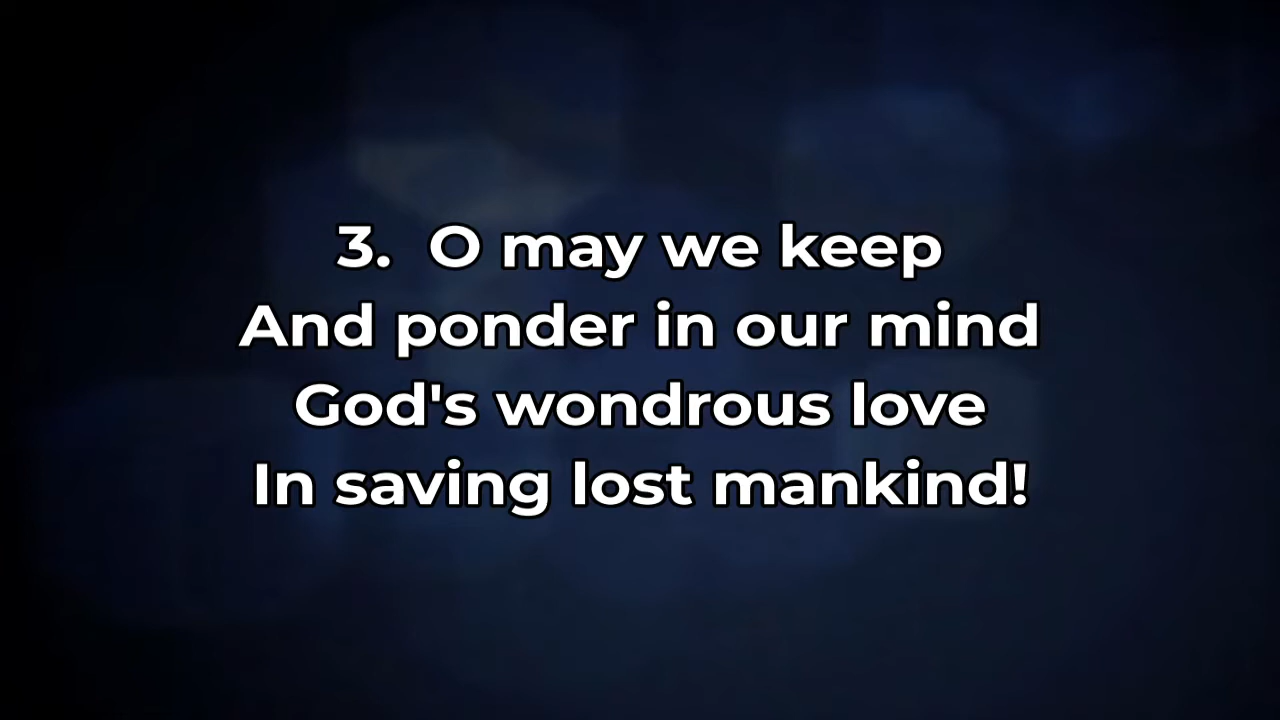 3.  O may we keep
And ponder in our mind
God's wondrous love
In saving lost mankind!